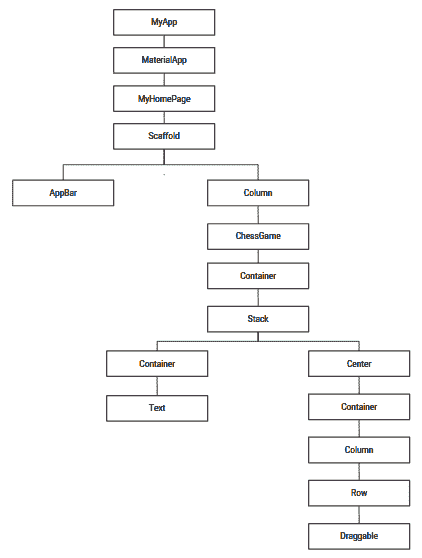 MyApp
MaterialApp
MyHomePage
Scaffold
AppBar
Column
ChessGame
Container
Stack
Container
Center
Text
Container
Column
Row
Draggable